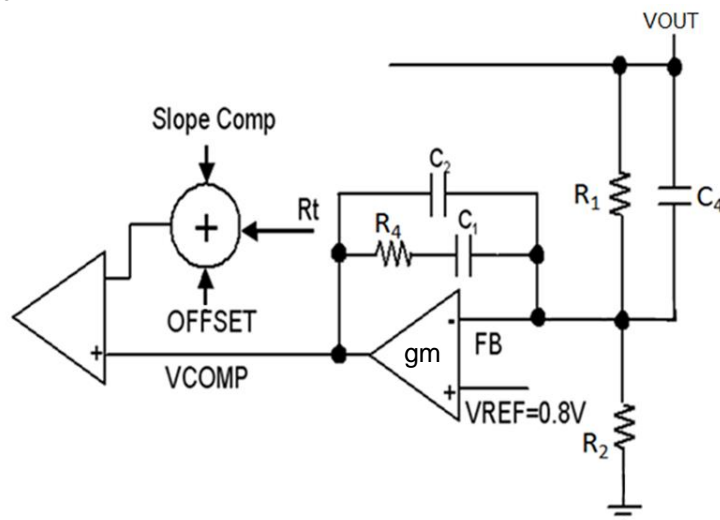 VOUT
Slope Comp
C₂
R₄
C₁
Rt
R₁
C₄
+
OFFSET
-
gm
FB
+
VCOMP
+
VREF=0.8V
R₂